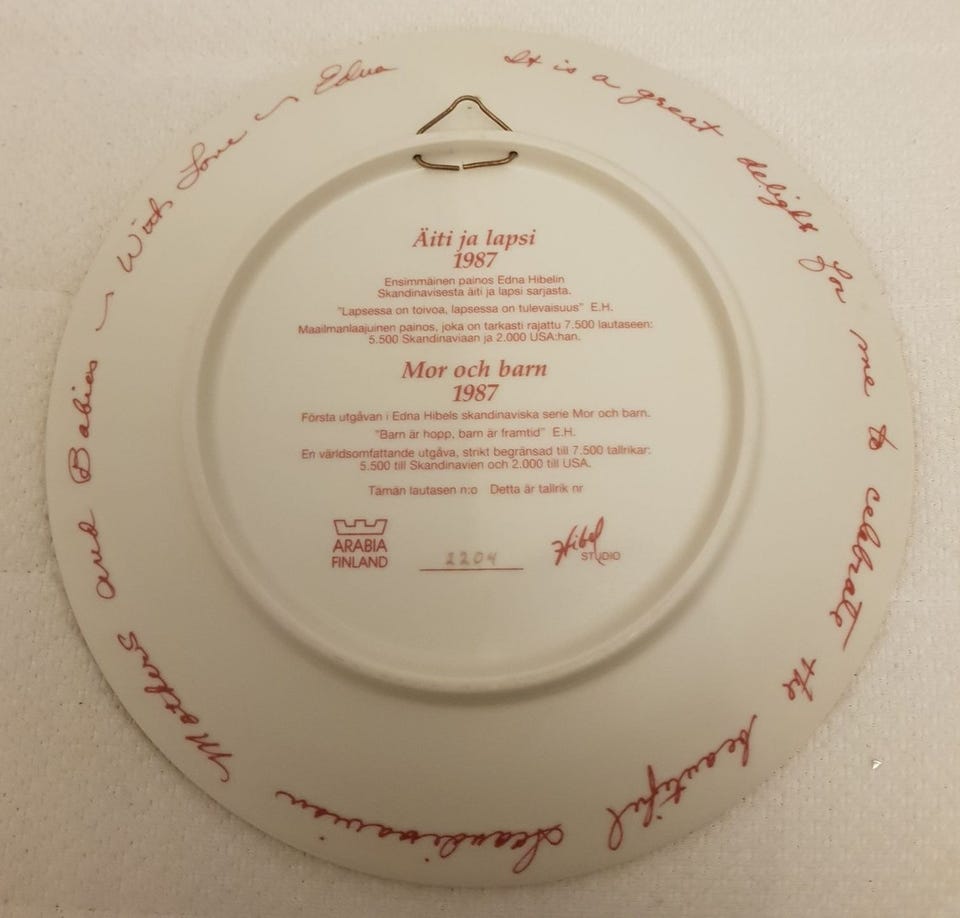 It is a great delight for me to celebrate the beautiful Scandinavian Mothers and Babies ~ With Love ~ Edna
Äiti ja lapsi
1987
Ensimmäinen painos Edna Hibelin
Skandinavisesta äiti ja lapsi sarjasta.
"Lapsessa on toivoa, lapsessa on tulevaisuus" E.H.
Maailmanlaajuinen painos, joka on tarkasti rajattu 7.500 lautaseen:
5.500 Skandinaviaan ja 2.000 USA:han.
Mor och barn
1987
Första utgåvan i Edna Hibels skandinaviska serie Mor och barn.
"Barn är hopp, barn är framtid" E.H.
En världsomfattande utgåva, strikt begränsad till 7.500 tallrikar:
5.500 till Skandinavien och 2.000 till USA.
Tämän lautasen n:o Detta är tallrik nr
ARABIA
FINLAND
2204
Hibel
STUDIO